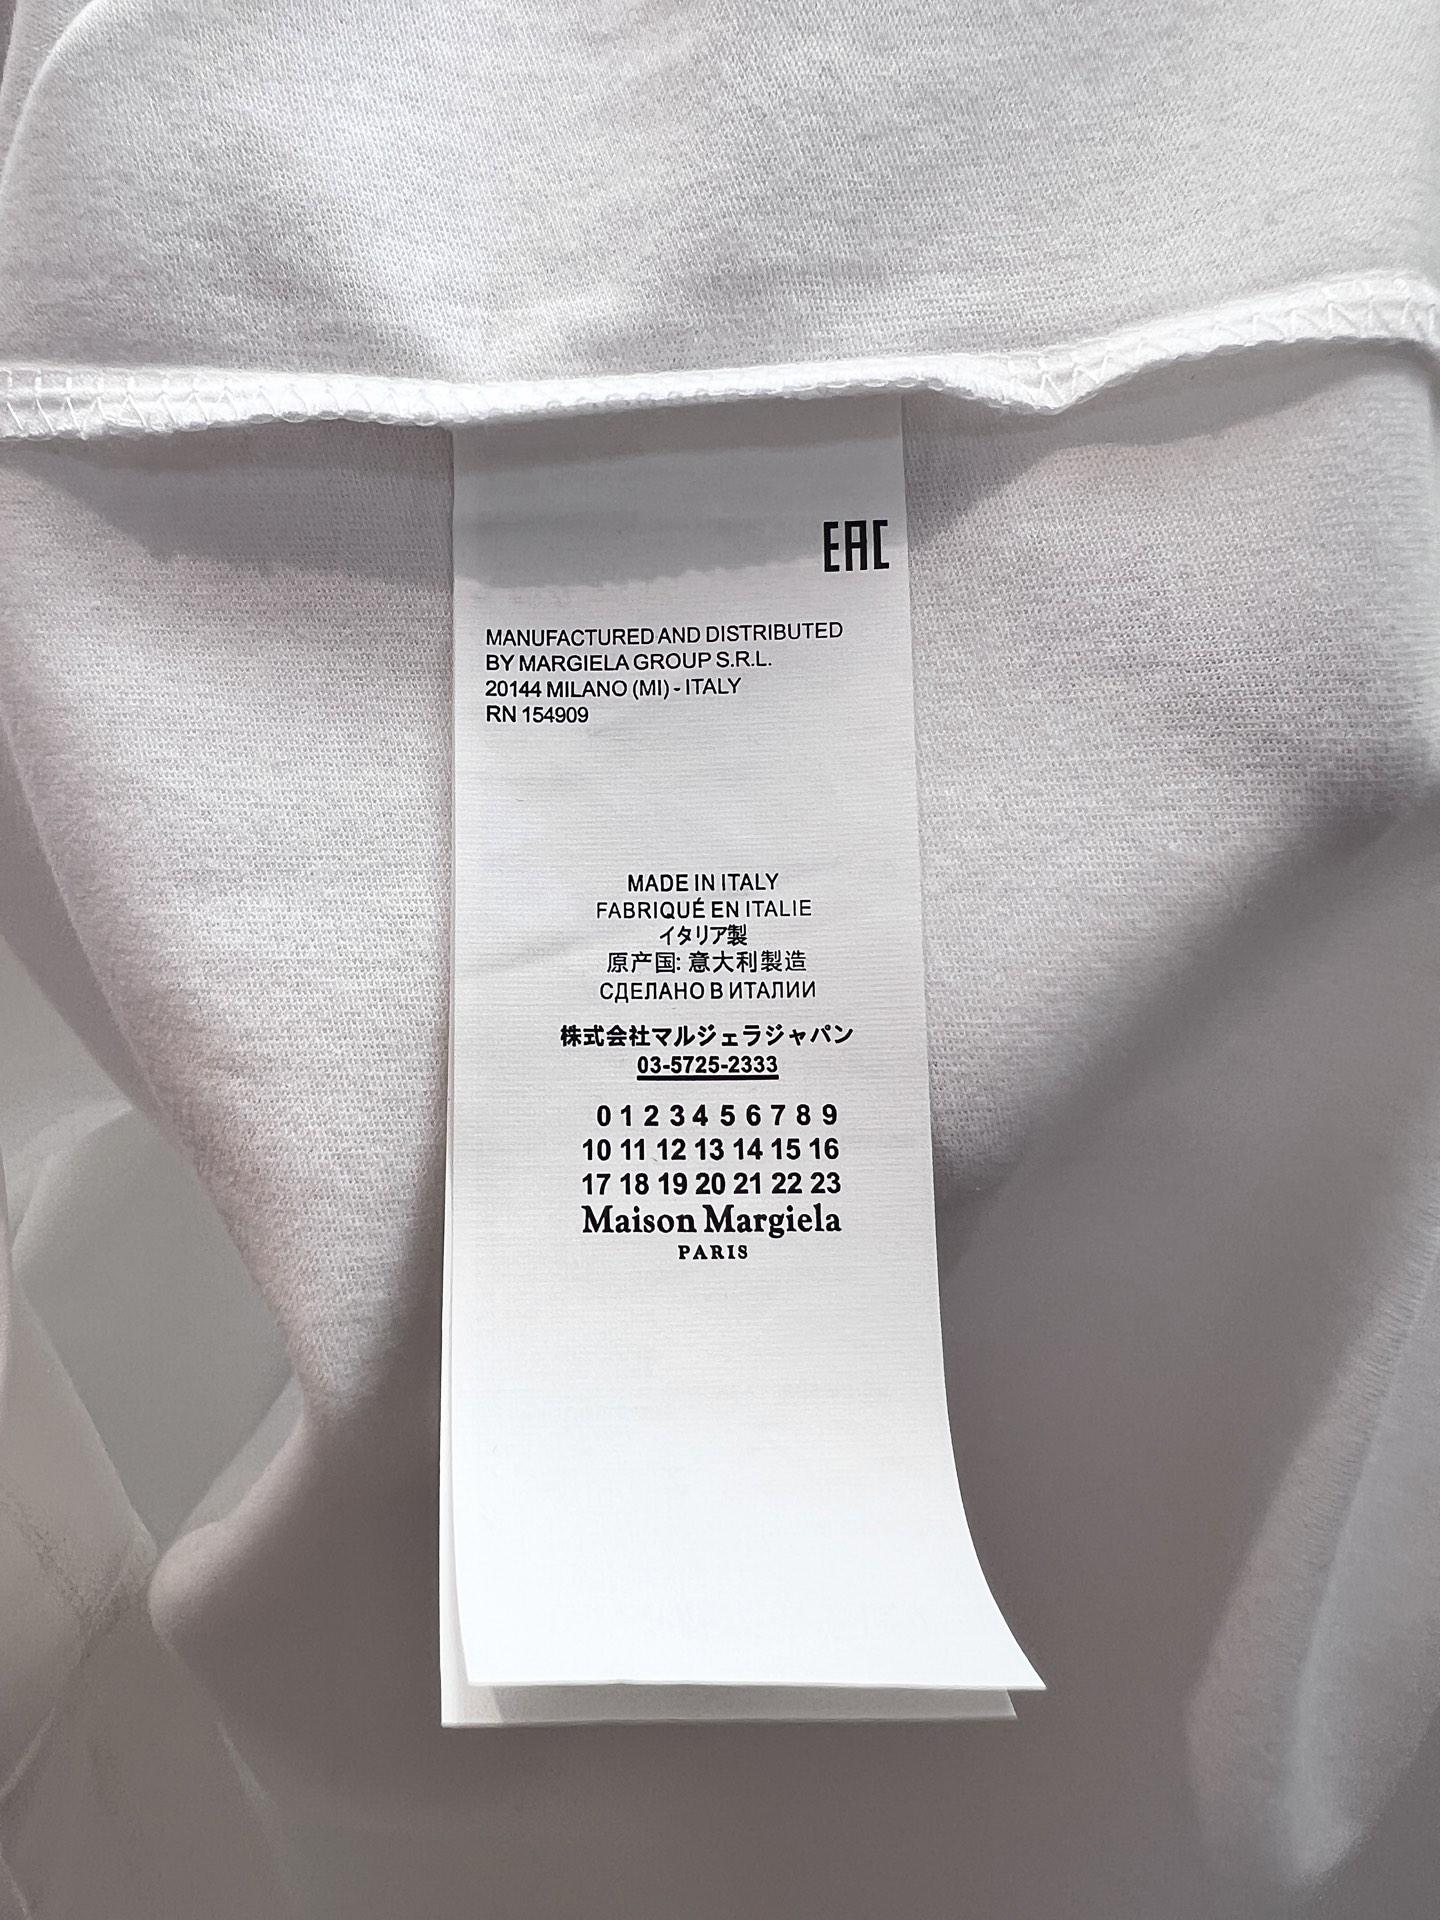 EAC
MANUFACTURED AND DISTRIBUTED
BY MARGIELA GROUP S.R.L.
20144 MILANO (MI) - ITALY
RN 154909
MADE IN ITALY
FABRIQUÉ EN ITALIE
イタリア製
原产国: 意大利製造
СДЕЛАНО В ИТАЛИИ
株式会社マルジェラジャパン
03-5725-2333
0 1 2 3 4 5 6 7 8 9
10 11 12 13 14 15 16
17 18 19 20 21 22 23
Maison Margiela
PARIS